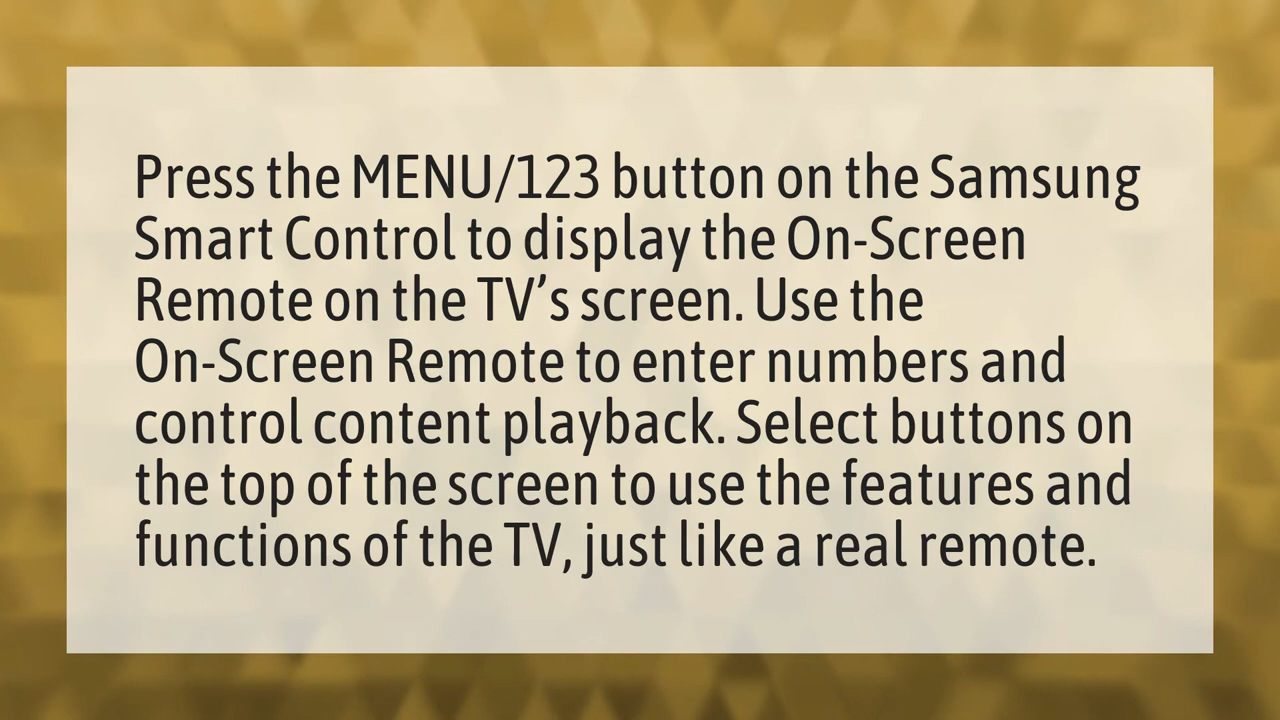 Press the MENU/123 button on the Samsung
Smart Control to display the On-Screen
Remote on the TV’s screen. Use the
On-Screen Remote to enter numbers and
control content playback. Select buttons on
the top of the screen to use the features and
functions of the TV, just like a real remote.